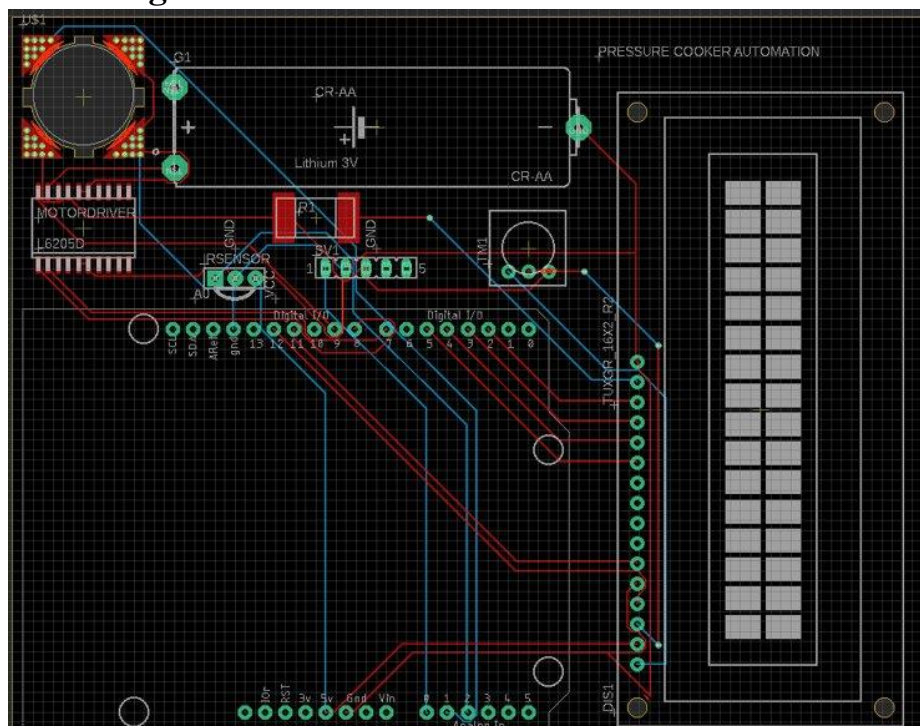 U$1
G1
PRESSURE COOKER AUTOMATION
CR-AA
+
+
-
Lithium 3V
CR-AA
MOTORDRIVER
L6205D
R1
GND
GND
SV1
1
5
TM1
IRSENSOR
A0
VCC
Digital I/O
Digital I/O
SCL
SDA
ARef
gnd
13
12
11
10
9
8
7
6
5
4
3
2
1
0
TUXGR_16X2_R2
DIS1
IOr
RST
3v
5v
Gnd
Vin
0
1
2
3
4
5
Analog In